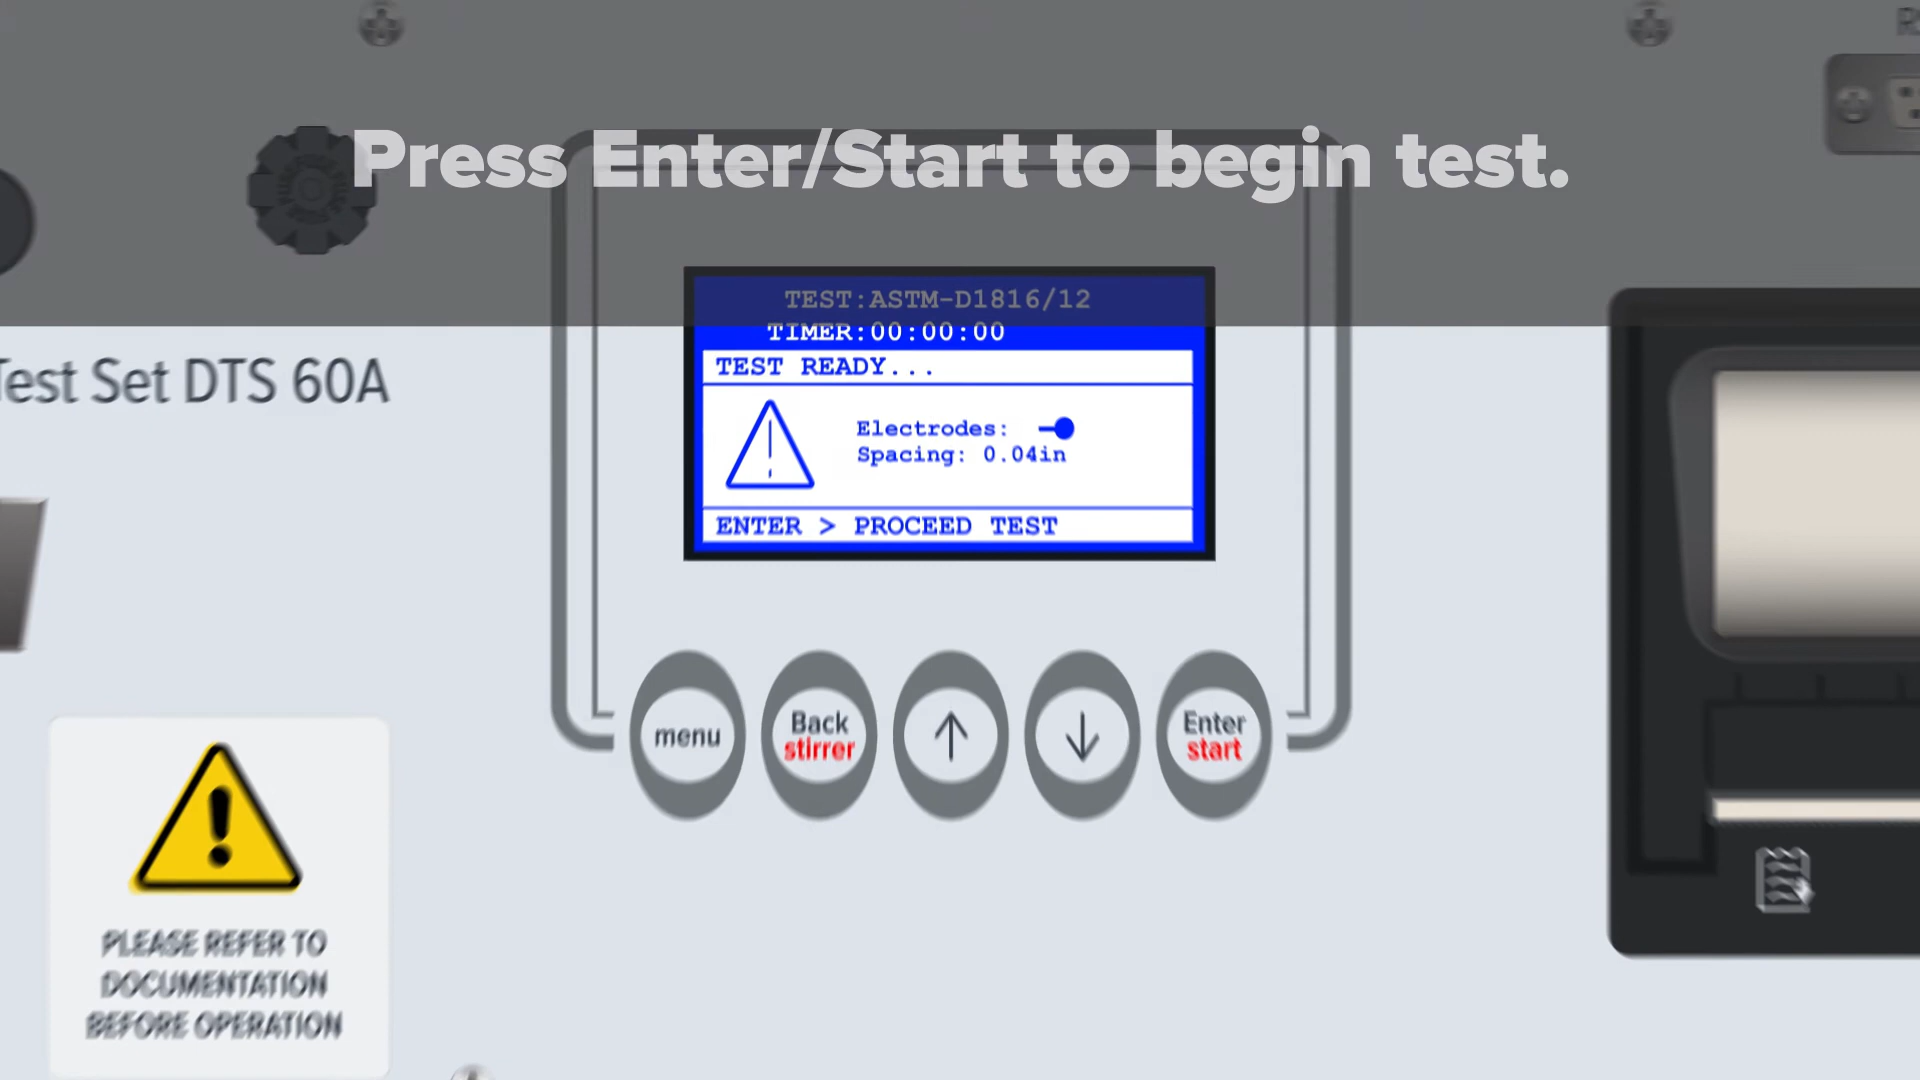 Press Enter/Start to begin test.
TEST:ASTM-D1816/12
TIMER:00:00:00
TEST READY...
Electrodes:
Spacing: 0.04in
ENTER > PROCEED TEST
Test Set DTS 60A
menu
Back
stirrer
↑
↓
Enter
start
PLEASE REFER TO
DOCUMENTATION
BEFORE OPERATION